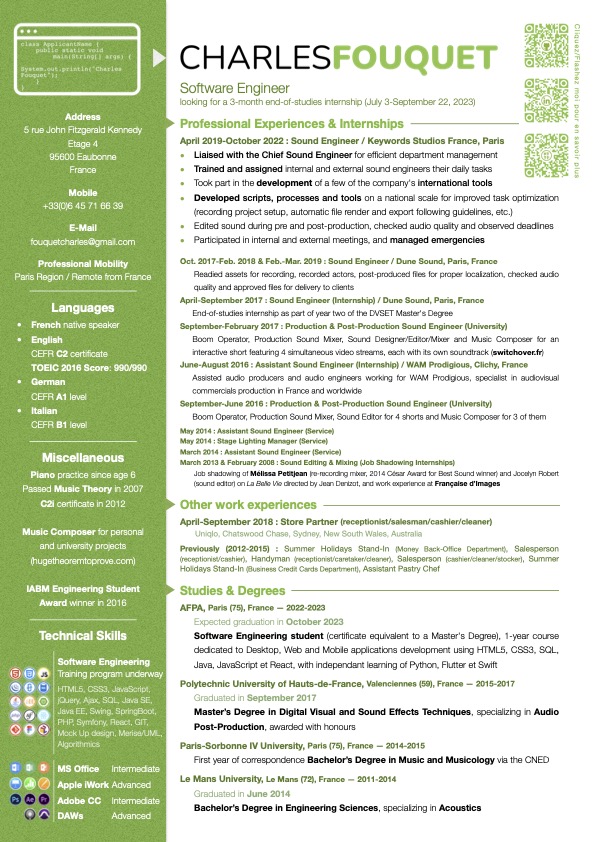 class ApplicantName {
public static void
main(String[] args) {
System.out.println("Charles
Fouquet");
}
}
CHARLESFOUQUET
Software Engineer
looking for a 3-month end-of-studies internship (July 3-September 22, 2023)
Cliquez/Flashez moi pour en savoir plus
Address
5 rue John Fitzgerald Kennedy
Etage 4
95600 Eaubonne
France
Mobile
+33(0)6 45 71 66 39
E-Mail
fouquetcharles@gmail.com
Professional Mobility
Paris Region / Remote from France
Languages
• French native speaker
• English
CEFR C2 certificate
TOEIC 2016 Score: 990/990
• German
CEFR A1 level
• Italian
CEFR B1 level
Miscellaneous
Piano practice since age 6
Passed Music Theory in 2007
C2i certificate in 2012
Music Composer for personal
and university projects
(hugetheoremtoprove.com)
IABM Engineering Student
Award winner in 2016
Technical Skills
Software Engineering
Training program underway
HTML5, CSS3, JavaScript,
jQuery, Ajax, SQL, Java SE,
Java EE, Swing, SpringBoot,
PHP, Symfony, React, GIT,
Mock Up design, Merise/UML,
Algorithmics
MS Office Intermediate
Apple iWork Advanced
Adobe CC Intermediate
DAWs Advanced
Professional Experiences & Internships
April 2019-October 2022 : Sound Engineer / Keywords Studios France, Paris
• Liaised with the Chief Sound Engineer for efficient department management
• Trained and assigned internal and external sound engineers their daily tasks
• Took part in the development of a few of the company's international tools
• Developed scripts, processes and tools on a national scale for improved task optimization
(recording project setup, automatic file render and export following guidelines, etc.)
• Edited sound during pre and post-production, checked audio quality and observed deadlines
• Participated in internal and external meetings, and managed emergencies
Oct. 2017-Feb. 2018 & Feb.-Mar. 2019 : Sound Engineer / Dune Sound, Paris, France
Readied assets for recording, recorded actors, post-produced files for proper localization, checked audio
quality and approved files for delivery to clients
April-September 2017 : Sound Engineer (Internship) / Dune Sound, Paris, France
End-of-studies internship as part of year two of the DVSET Master's Degree
September-February 2017 : Production & Post-Production Sound Engineer (University)
Boom Operator, Production Sound Mixer, Sound Designer/Editor/Mixer and Music Composer for an
interactive short featuring 4 simultaneous video streams, each with its own soundtrack (switchover.fr)
June-August 2016 : Assistant Sound Engineer (Internship) / WAM Prodigious, Clichy, France
Assisted audio producers and audio engineers working for WAM Prodigious, specialist in audiovisual
commercials production in France and worldwide
September-June 2016 : Production & Post-Production Sound Engineer (University)
Boom Operator, Production Sound Mixer, Sound Editor for 4 shorts and Music Composer for 3 of them
May 2014 : Assistant Sound Engineer (Service)
May 2014 : Stage Lighting Manager (Service)
March 2014 : Assistant Sound Engineer (Service)
March 2013 & February 2008 : Sound Editing & Mixing (Job Shadowing Internships)
Job shadowing of Mélissa Petitjean (re-recording mixer, 2014 César Award for Best Sound winner) and Jocelyn Robert
(sound editor) on La Belle Vie directed by Jean Denizot, and work experience at Française d'Images
Other work experiences
April-September 2018 : Store Partner (receptionist/salesman/cashier/cleaner)
Uniqlo, Chatswood Chase, Sydney, New South Wales, Australia
Previously (2012-2015) : Summer Holidays Stand-In (Money Back-Office Department), Salesperson
(receptionist/cashier), Handyman (receptionist/caretaker/cleaner), Salesperson (cashier/cleaner/stocker), Summer
Holidays Stand-In (Business Credit Cards Department), Assistant Pastry Chef
Studies & Degrees
AFPA, Paris (75), France — 2022-2023
Expected graduation in October 2023
Software Engineering student (certificate equivalent to a Master's Degree), 1-year course
dedicated to Desktop, Web and Mobile applications development using HTML5, CSS3, SQL,
Java, JavaScript et React, with independant learning of Python, Flutter et Swift
Polytechnic University of Hauts-de-France, Valenciennes (59), France — 2015-2017
Graduated in September 2017
Master's Degree in Digital Visual and Sound Effects Techniques, specializing in Audio
Post-Production, awarded with honours
Paris-Sorbonne IV University, Paris (75), France — 2014-2015
First year of correspondence Bachelor's Degree in Music and Musicology via the CNED
Le Mans University, Le Mans (72), France — 2011-2014
Graduated in June 2014
Bachelor's Degree in Engineering Sciences, specializing in Acoustics